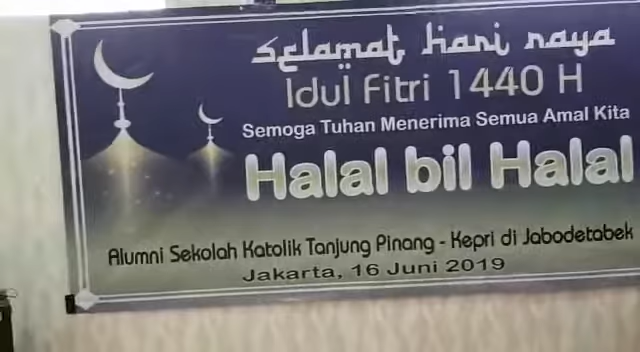 Selamat hari raya
Idul Fitri 1440 H
Semoga Tuhan Menerima Semua Amal Kita
Halal bil Halal
Alumni Sekolah Katolik Tanjung Pinang - Kepri di Jabodetabek
Jakarta, 16 Juni 2019